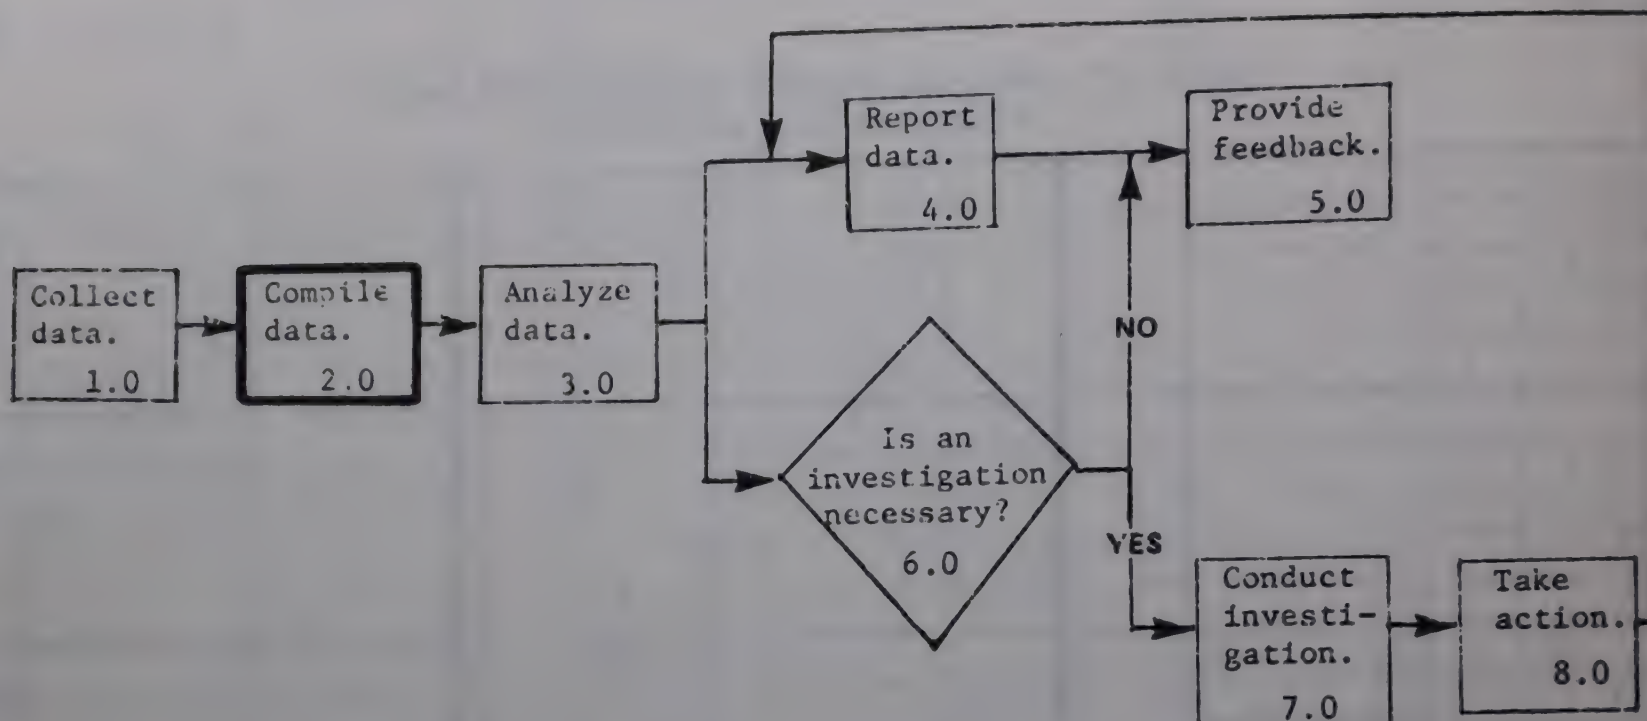 Report
data.
4.0
Provide
feedback.
5.0
Collect
data.
1.0
Compile
data.
2.0
Analyze
data.
3.0
NO
Is an
investigation
necessary?
6.0
YES
Conduct
investi-
gation.
7.0
Take
action.
8.0